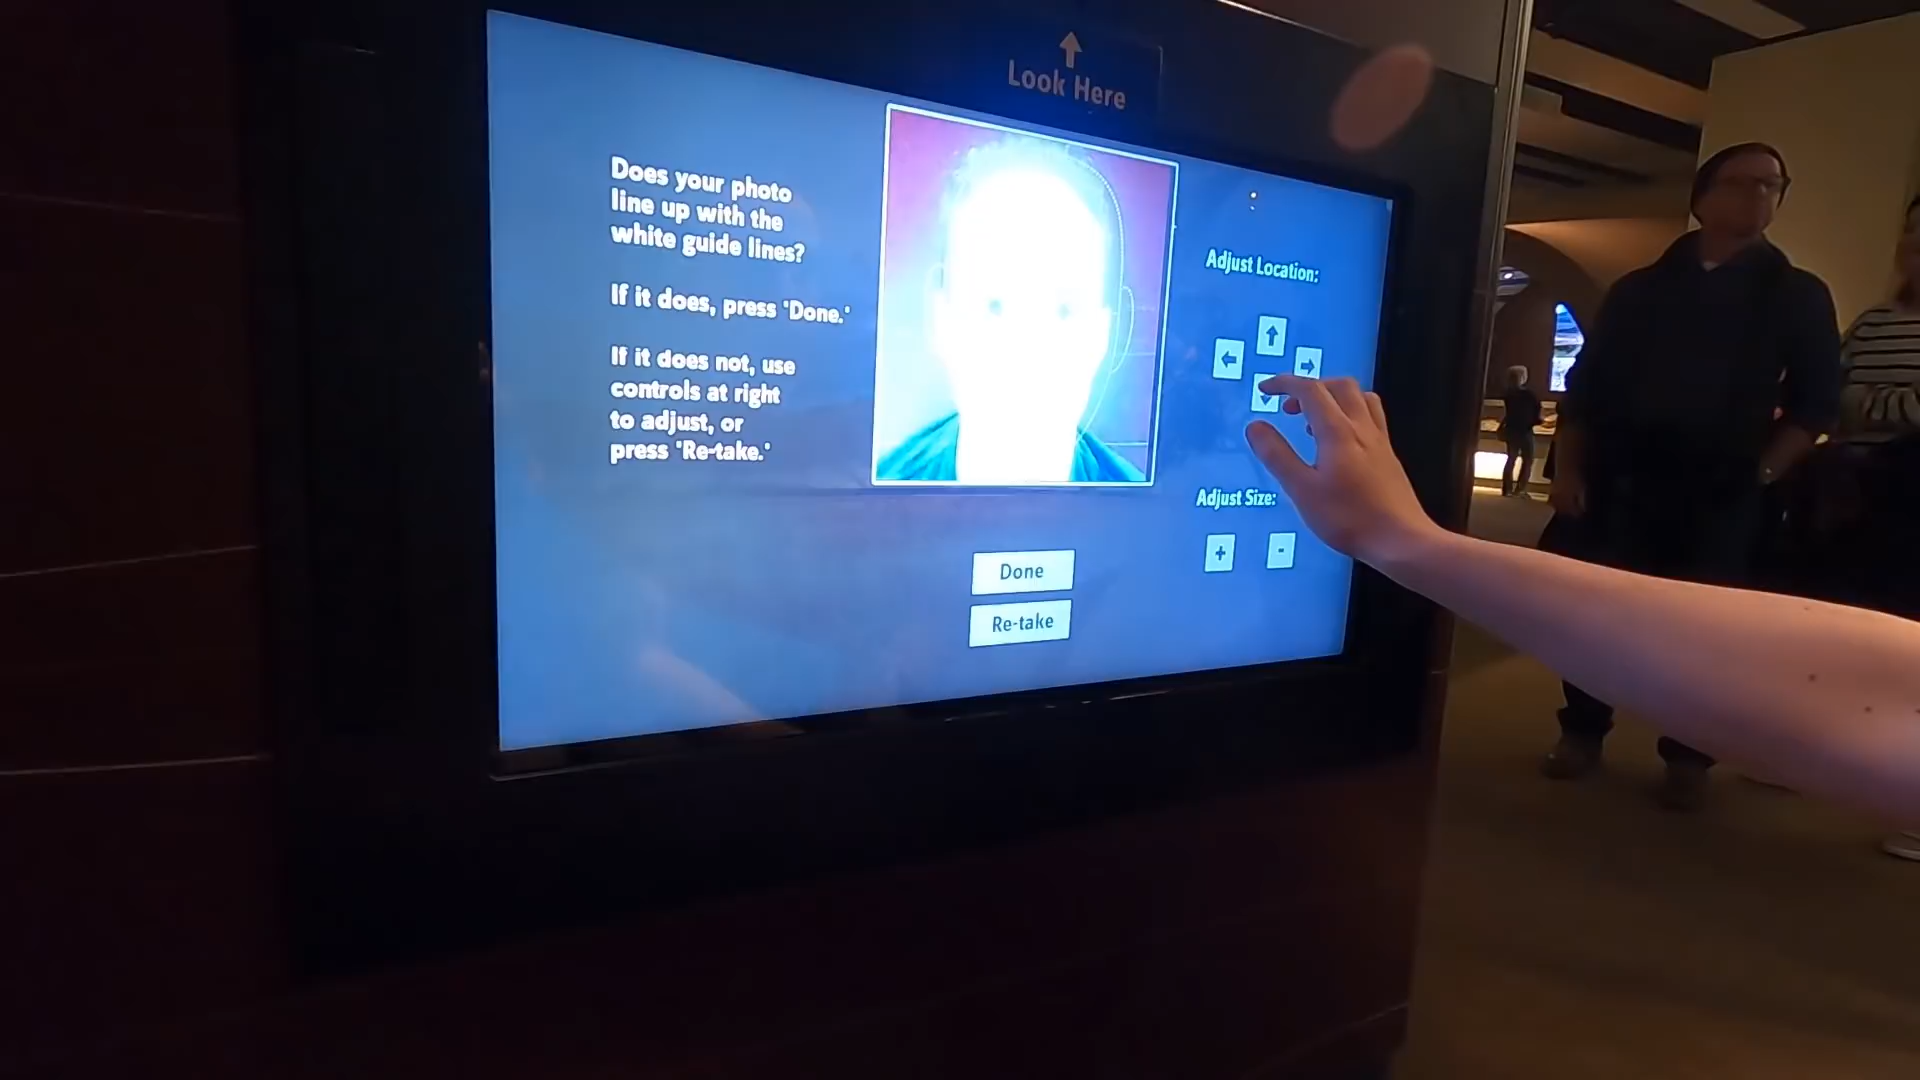 Look Here
Does your photo
line up with the
white guide lines?
If it does, press 'Done.'
If it does not, use
controls at right
to adjust, or
press 'Re-take.'
Adjust Location:
Adjust Size:
+ -
Done
Re-take